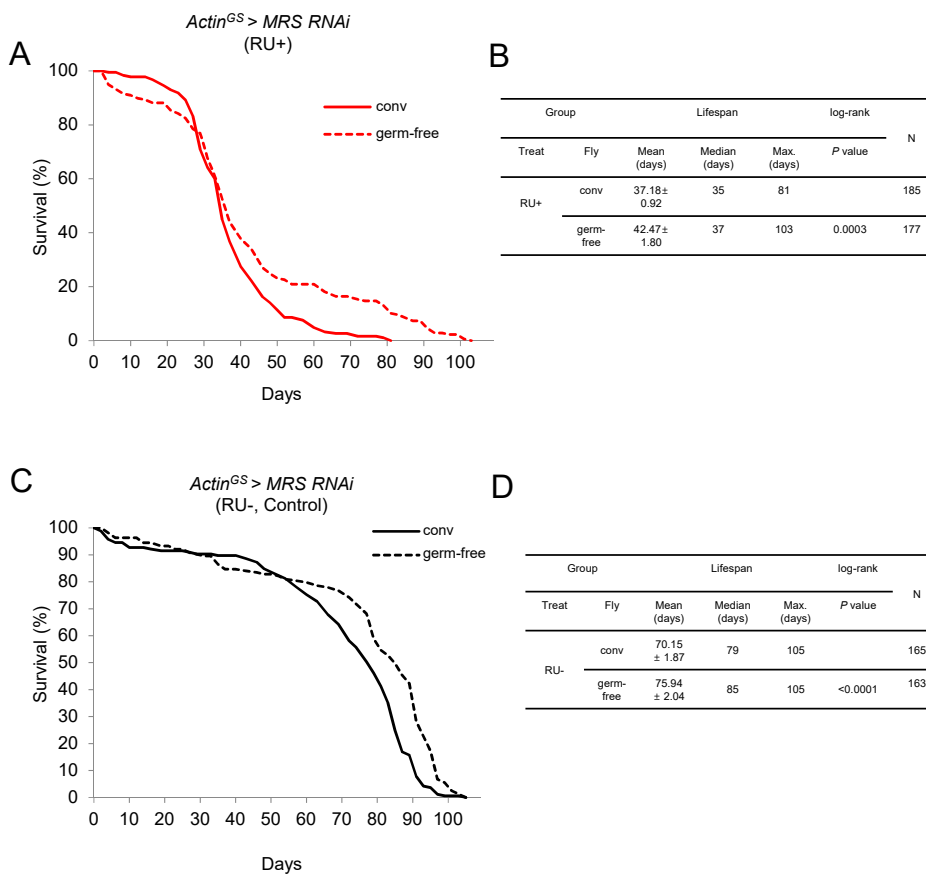 A
Actin^GS > MRS RNAi
(RU+)
100
80
60
40
20
0
Survival (%)
conv
germ-free
0 10 20 30 40 50 60 70 80 90 100
Days
B
Group Lifespan log-rank N
Treat Fly Mean (days) Median (days) Max. (days) P value
RU+ conv 37.18± 0.92 35 81 185
germ-free 42.47± 1.80 37 103 0.0003 177
C
Actin^GS > MRS RNAi
(RU-, Control)
100
90
80
70
60
50
40
30
20
10
0
Survival (%)
conv
germ-free
0 10 20 30 40 50 60 70 80 90 100
Days
D
Group Lifespan log-rank N
Treat Fly Mean (days) Median (days) Max. (days) P value
RU- conv 70.15 ± 1.87 79 105 165
germ-free 75.94 ± 2.04 85 105 <0.0001 163